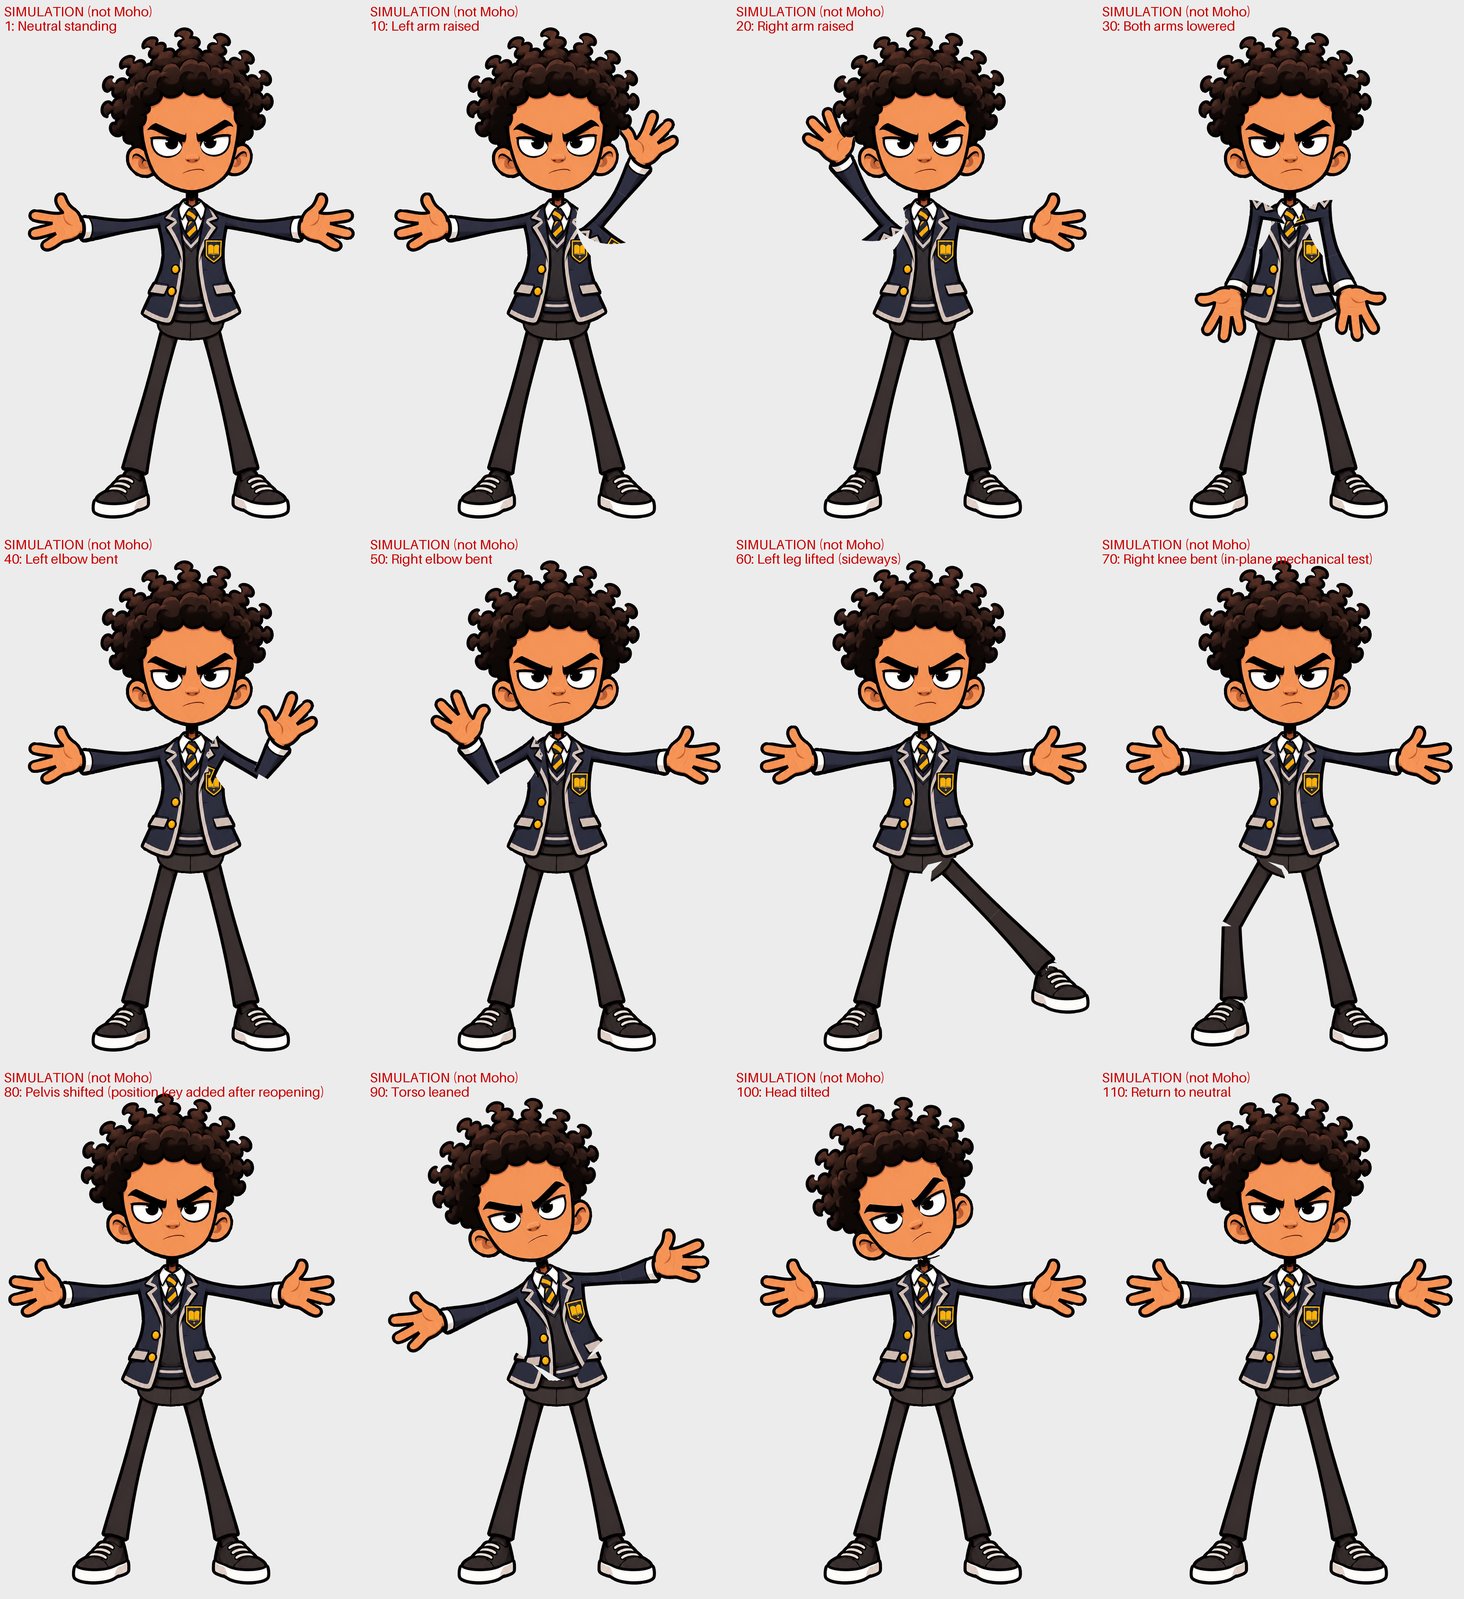 SIMULATION (not Moho)
1: Neutral standing
SIMULATION (not Moho)
10: Left arm raised
SIMULATION (not Moho)
20: Right arm raised
SIMULATION (not Moho)
30: Both arms lowered
SIMULATION (not Moho)
40: Left elbow bent
SIMULATION (not Moho)
50: Right elbow bent
SIMULATION (not Moho)
60: Left leg lifted (sideways)
SIMULATION (not Moho)
70: Right knee bent (in-plane mechanical test)
SIMULATION (not Moho)
80: Pelvis shifted (position key added after reopening)
SIMULATION (not Moho)
90: Torso leaned
SIMULATION (not Moho)
100: Head tilted
SIMULATION (not Moho)
110: Return to neutral